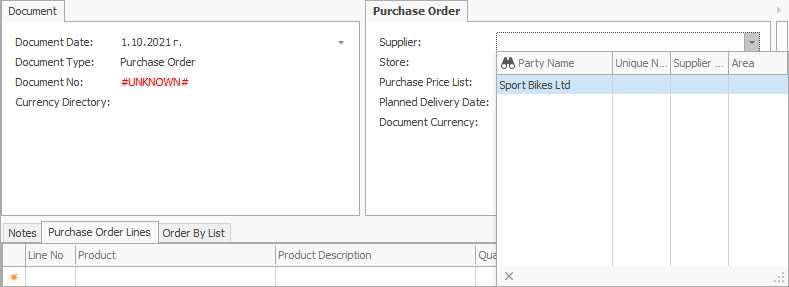 Document
Document Date: 1.10.2021 г.
Document Type: Purchase Order
Document No: #UNKNOWN#
Currency Directory:
Purchase Order
Supplier:
Store:
Purchase Price List:
Planned Delivery Date:
Document Currency:
Party Name Unique N... Supplier ... Area
Sport Bikes Ltd
Notes Purchase Order Lines Order By List
Line No Product Product Description Qua